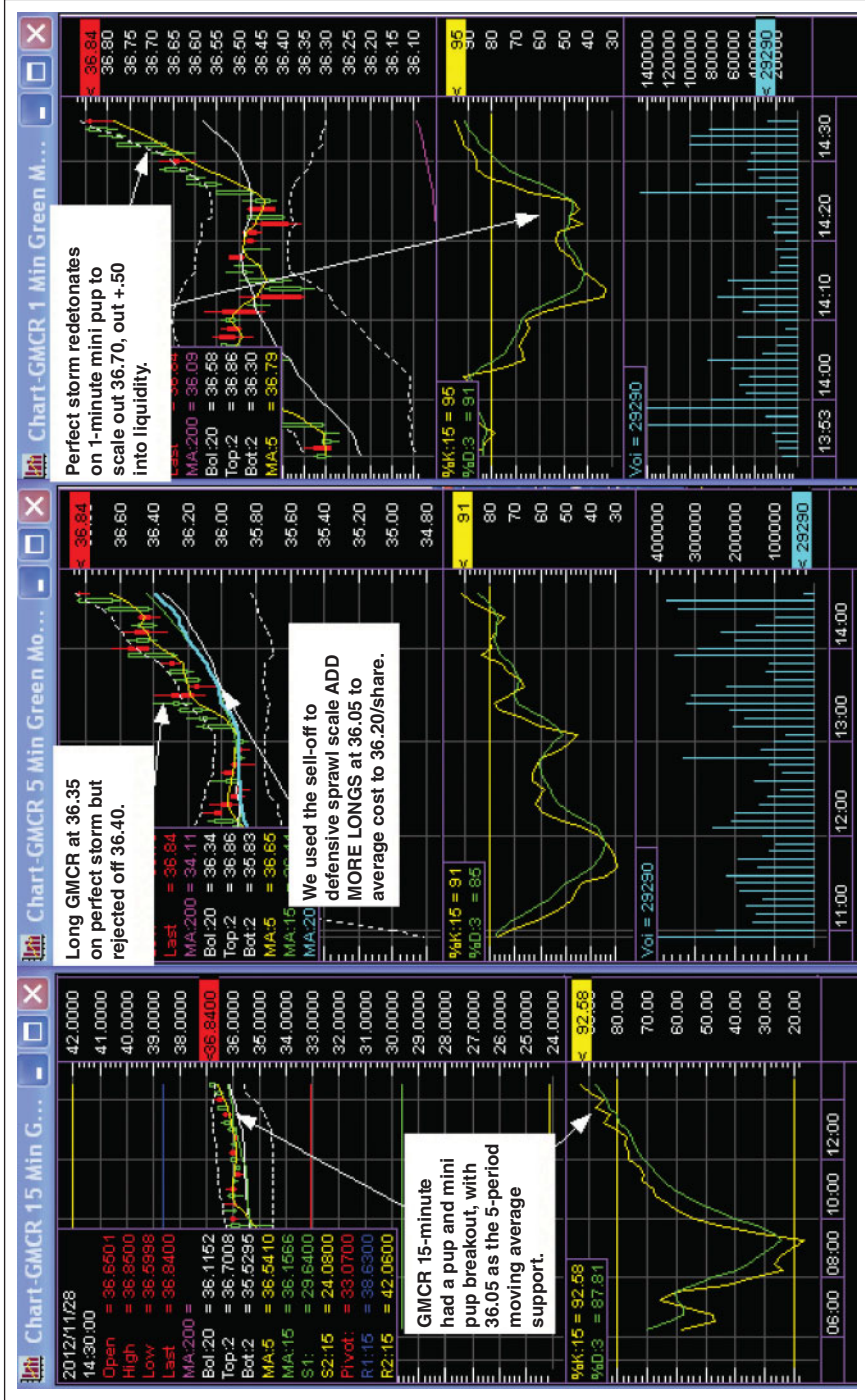 Chart-GMCR 15 Min G...
2012/11/28
14:30:00
Open = 36.6501
High = 36.8500
Low = 36.5998
Last = 36.8400
MA:200 =
Bol:20 = 36.1152
Top:2 = 36.7008
Bot:2 = 35.5295
MA:5 = 36.5410
MA:15 = 36.1566
S1: = 29.6400
S2:15 = 24.0800
Pivot: = 33.0700
R1:15 = 38.6300
R2:15 = 42.0600
42.0000
41.0000
40.0000
39.0000
38.0000
<36.8400
36.0000
35.0000
34.0000
33.0000
32.0000
31.0000
30.0000
29.0000
28.0000
27.0000
26.0000
25.0000
24.0000
GMCR 15-minute
had a pup and mini
pup breakout, with
36.05 as the 5-period
moving average
support.
%K:15 = 92.58
%D:3 = 87.81
< 92.58
80.00
70.00
60.00
50.00
40.00
30.00
20.00
06:00 08:00 10:00 12:00
Chart-GMCR 5 Min Green Mo...
Long GMCR at 36.35
on perfect storm but
rejected off 36.40.
Last = 36.84
MA:200 = 34.11
Bol:20 = 36.34
Top:2 = 36.86
Bot:2 = 35.83
MA:5 = 36.65
MA:15
MA:20
We used the sell-off to
defensive sprawl scale ADD
MORE LONGS at 36.05 to
average cost to 36.20/share.
< 36.84
36.60
36.40
36.20
36.00
35.80
35.60
35.40
35.20
35.00
34.80
%K:15 = 91
%D:3 = 85
< 91
80
70
60
50
40
30
Vol = 29290
400000
300000
200000
100000
< 29290
11:00 12:00 13:00 14:00
Chart-GMCR 1 Min Green M...
Perfect storm redetonates
on 1-minute mini pup to
scale out 36.70, out +.50
into liquidity.
Last = 36.84
MA:200 = 36.09
Bol:20 = 36.58
Top:2 = 36.86
Bot:2 = 36.30
MA:5 = 36.79
< 36.84
36.80
36.75
36.70
36.65
36.60
36.55
36.50
36.45
36.40
36.35
36.30
36.25
36.20
36.15
36.10
%K:15 = 95
%D:3 = 91
< 95
90
80
70
60
50
40
30
Vol = 29290
140000
120000
100000
80000
60000
< 29290
20000
13:53 14:00 14:10 14:20 14:30